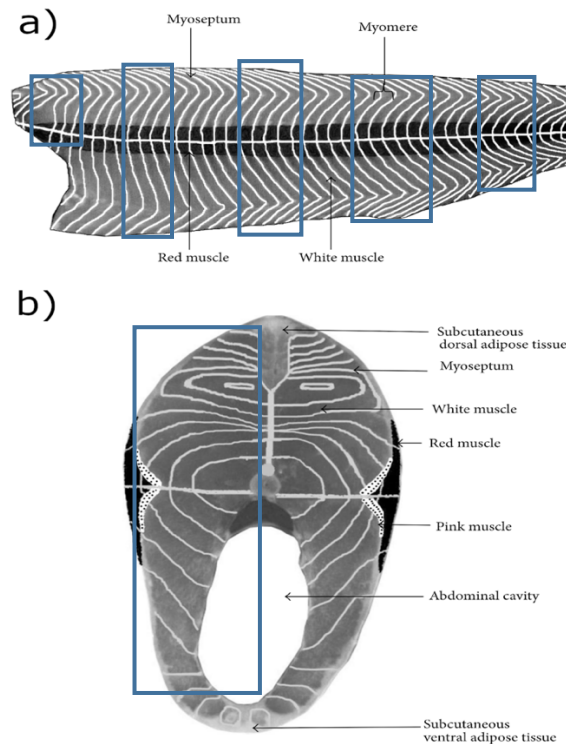 a)
Myoseptum
Myomere
Red muscle
White muscle
b)
Subcutaneous
dorsal adipose tissue
Myoseptum
White muscle
Red muscle
Pink muscle
Abdominal cavity
Subcutaneous
ventral adipose tissue